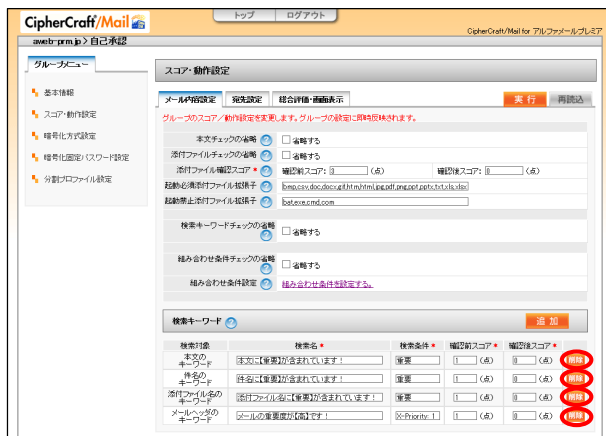 CipherCraft/Mail
トップ ログアウト
CipherCraft/Mail for アルファメールプレミア
aweb-prm.jp>自己承認
グループメニュー
基本情報
スコア・動作設定
暗号化方式設定
暗号化固定パスワード設定
分割プロファイル設定
スコア・動作設定
メール内容設定 宛先設定 総合評価・画面表示 実行 再読込
グループのスコア/動作設定を変更します。グループの設定に即時反映されます。
本文チェックの省略 ? 省略する
添付ファイルチェックの省略 ? 省略する
添付ファイル確認スコア * ? 確認前スコア: (点) 確認後スコア: (点)
起動必須添付ファイル拡張子 ? bmp,csv,doc,docx,gif,htm,html,jpg,pdf,png,ppt,pptx,txt,xls,xlsx
起動禁止添付ファイル拡張子 ? bat,exe,cmd,com
検索キーワードチェックの省略 ? 省略する
組み合わせ条件チェックの省略 ? 省略する
組み合わせ条件設定 ? 組み合わせ条件を設定する。
検索キーワード ? 追加
検索対象 検索名 * 検索条件 * 確認前スコア * 確認後スコア *
本文の
キーワード 本文に【重要】が含まれています! 重要 1 (点) 0 (点) 削除
件名の
キーワード 件名に【重要】が含まれています! 重要 1 (点) 0 (点) 削除
添付ファイル名の
キーワード 添付ファイル名に【重要】が含まれています! 重要 1 (点) 0 (点) 削除
メールヘッダの
キーワード メールの重要度が【高】です! X-Priority: 1 1 (点) 0 (点) 削除